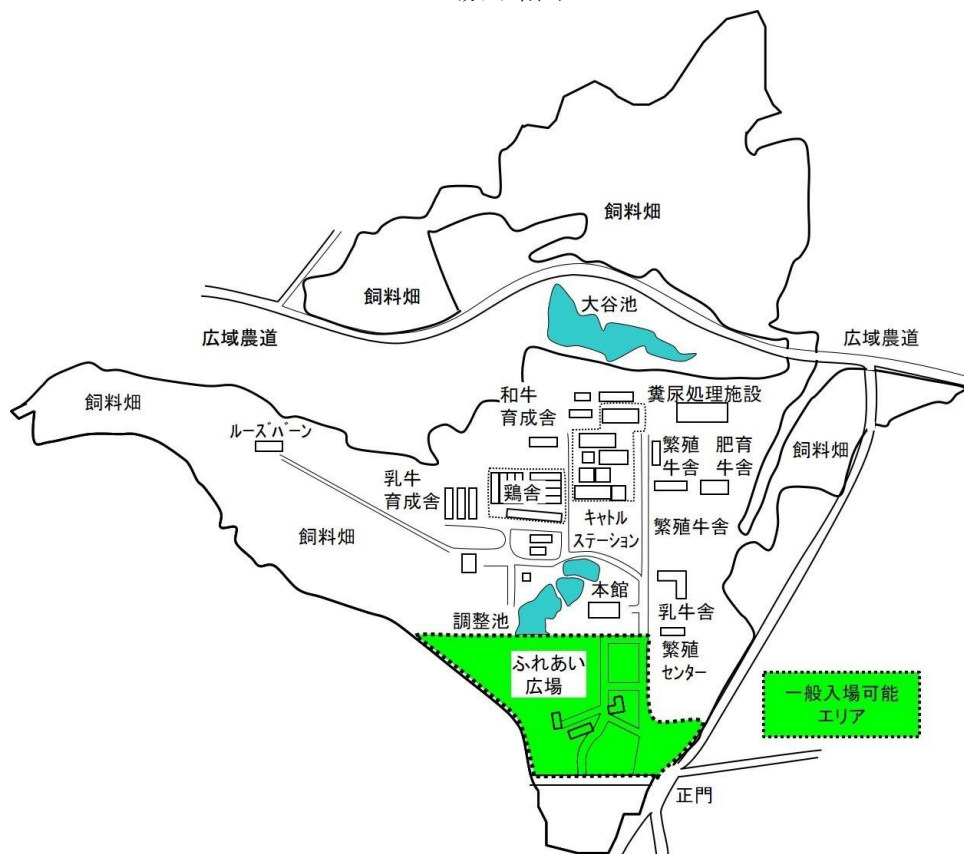 飼料畑
飼料畑
大谷池
広域農道
広域農道
飼料畑
和牛
育成舎
糞尿処理施設
ルーズバーン
繁殖
牛舎
肥育
牛舎
飼料畑
乳牛
育成舎
鶏舎
キャトル
ステーション
繁殖牛舎
飼料畑
本館
乳牛舎
調整池
繁殖
センター
ふれあい
広場
一般入場可能
エリア
正門